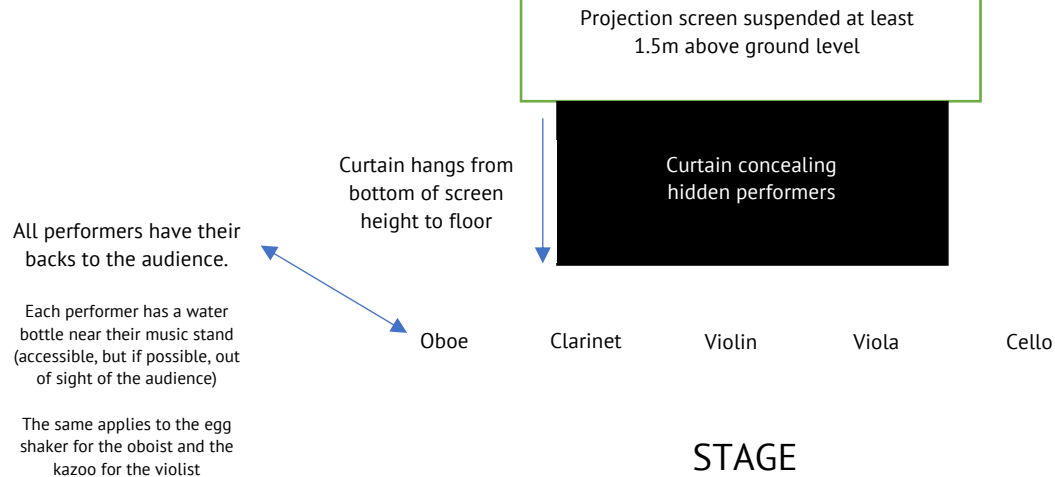 Projection screen suspended at least
1.5m above ground level
Curtain hangs from
bottom of screen
height to floor
Curtain concealing
hidden performers
All performers have their
backs to the audience.
Each performer has a water
bottle near their music stand
(accessible, but if possible, out
of sight of the audience)
The same applies to the egg
shaker for the oboist and the
kazoo for the violist
Oboe
Clarinet
Violin
Viola
Cello
STAGE